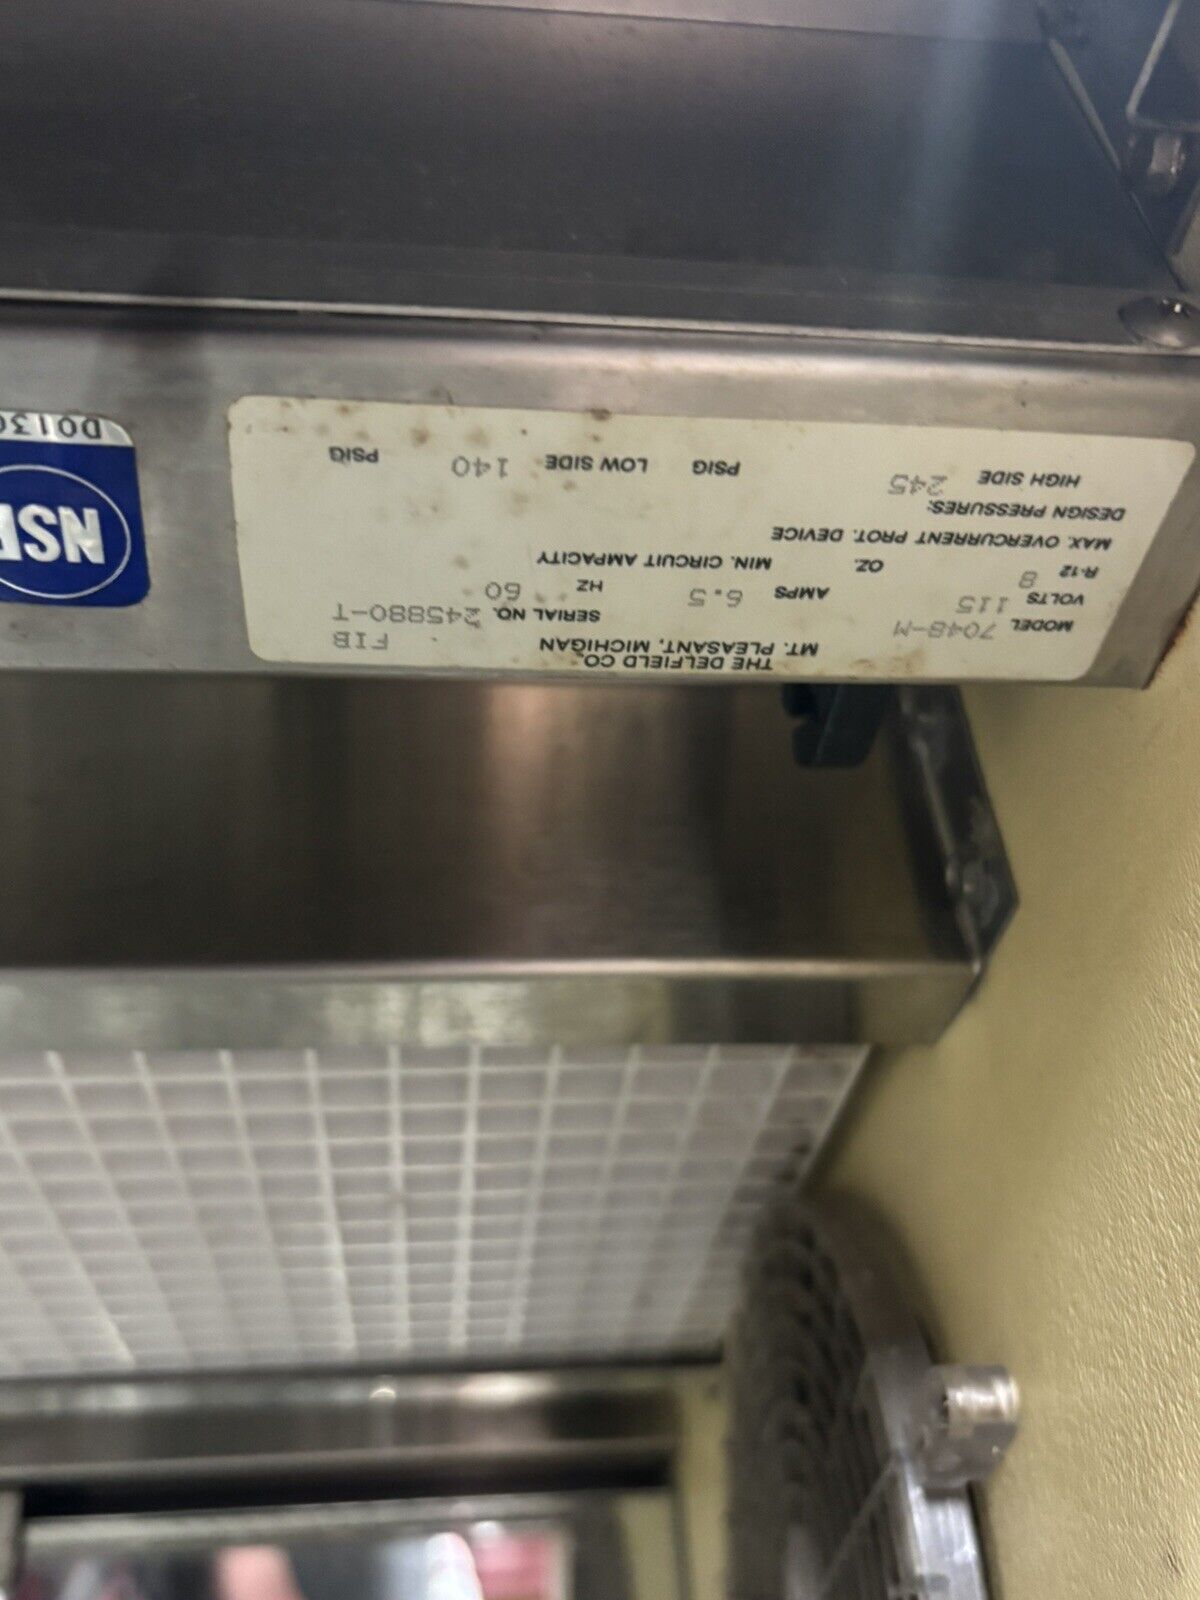 THE DELFIELD CO.
MT. PLEASANT, MICHIGAN FIB
MODEL 7048-M SERIAL NO. 245880-T
VOLTS 115 AMPS 6.5 HZ 60
R-12 8 OZ. MIN. CIRCUIT AMPACITY
MAX. OVERCURRENT PROT. DEVICE
DESIGN PRESSURES:
HIGH SIDE 245 PSIG LOW SIDE 140 PSIG
NSF